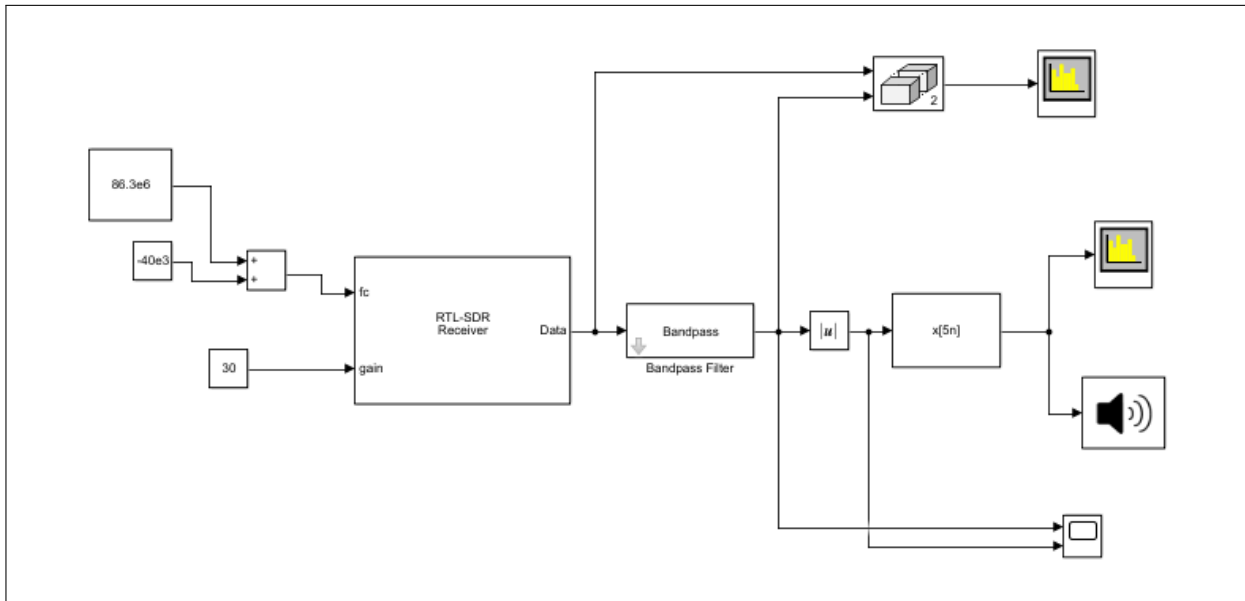 2
86.3e6
-40e3
+
+
fc
RTL-SDR
Receiver
Data
gain
30
Bandpass
Bandpass Filter
|u|
x[5n]